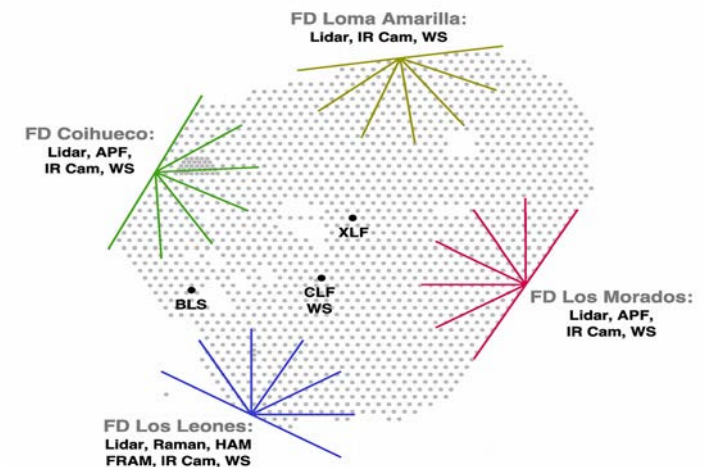 FD Loma Amarilla:
Lidar, IR Cam, WS
FD Coihueco:
Lidar, APF,
IR Cam, WS
XLF
BLS
CLF
WS
FD Los Morados:
Lidar, APF,
IR Cam, WS
FD Los Leones:
Lidar, Raman, HAM
FRAM, IR Cam, WS